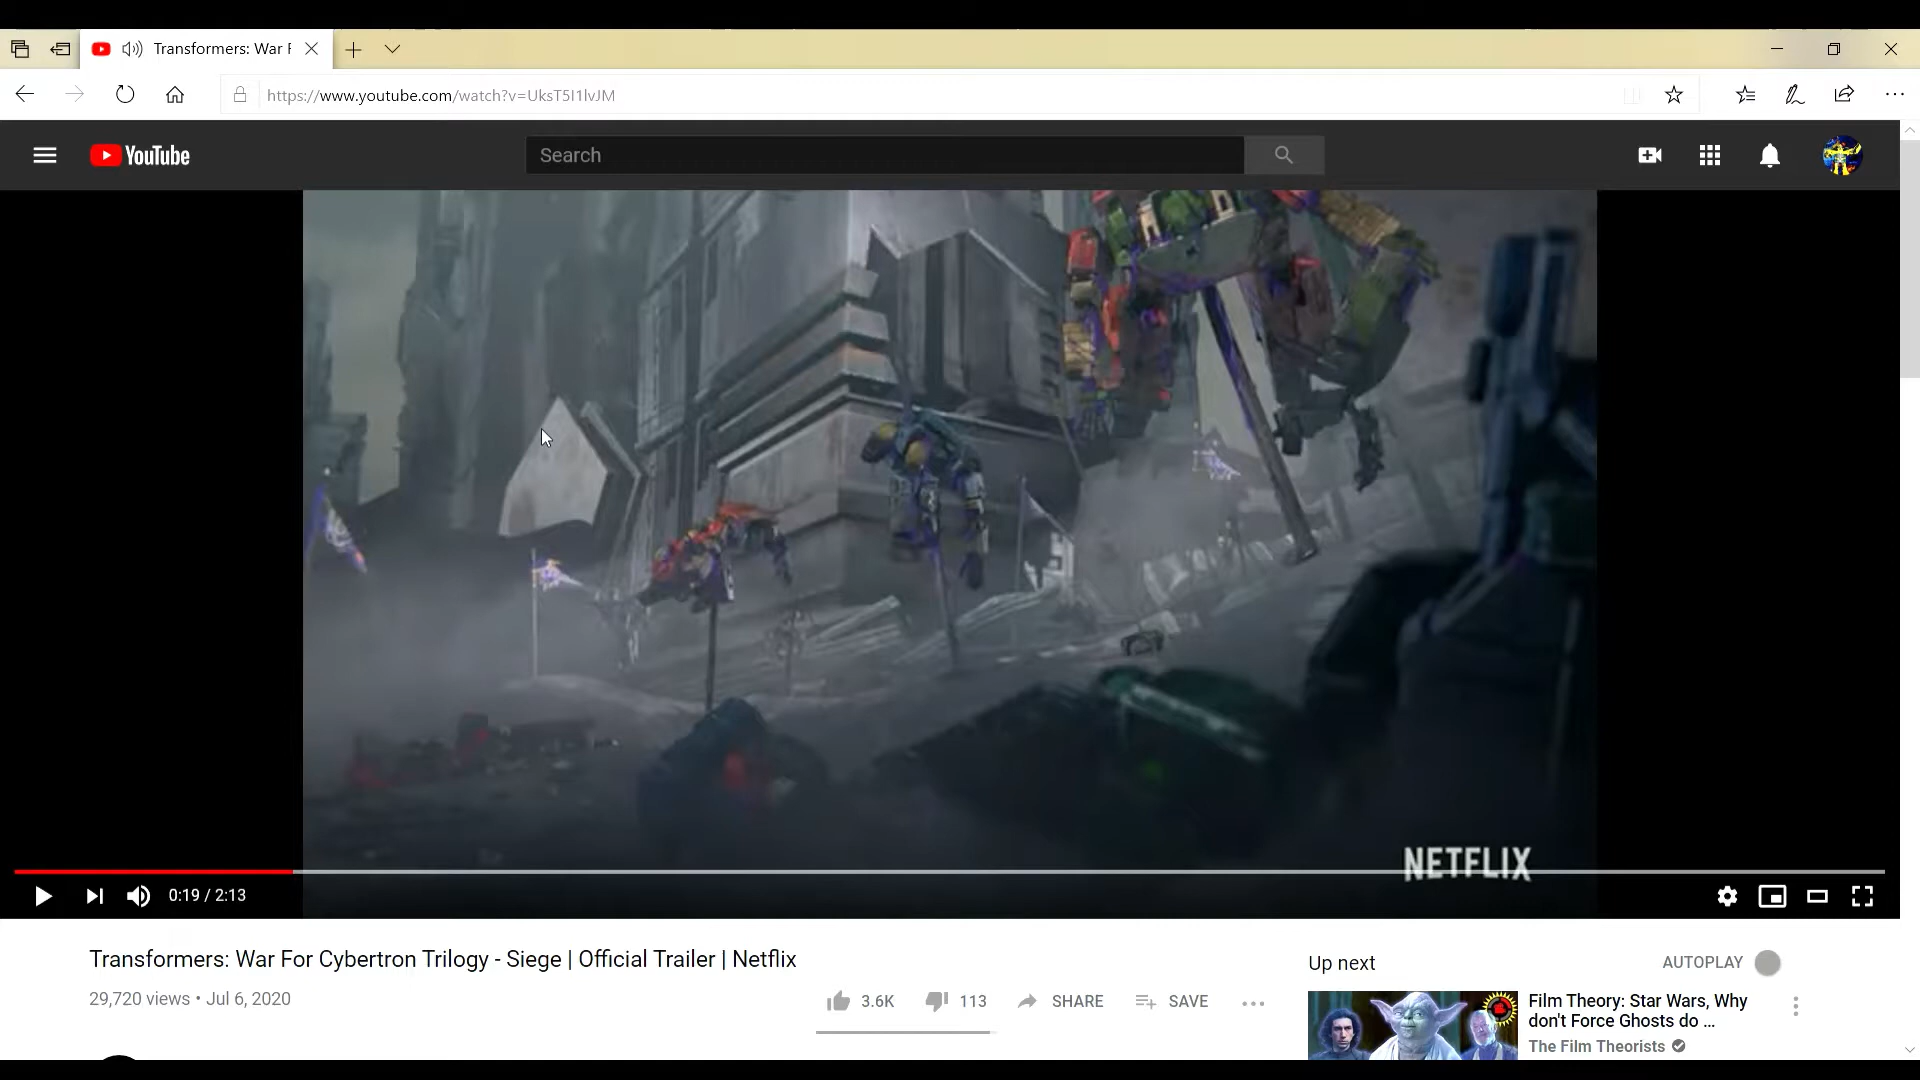 Transformers: War F
https://www.youtube.com/watch?v=UksT5I1lvJM
YouTube
Search
NETFLIX
0:19 / 2:13
Transformers: War For Cybertron Trilogy - Siege | Official Trailer | Netflix
29,720 views • Jul 6, 2020
3.6K
113
SHARE
SAVE
Up next
AUTOPLAY
Film Theory: Star Wars, Why
don't Force Ghosts do ...
The Film Theorists